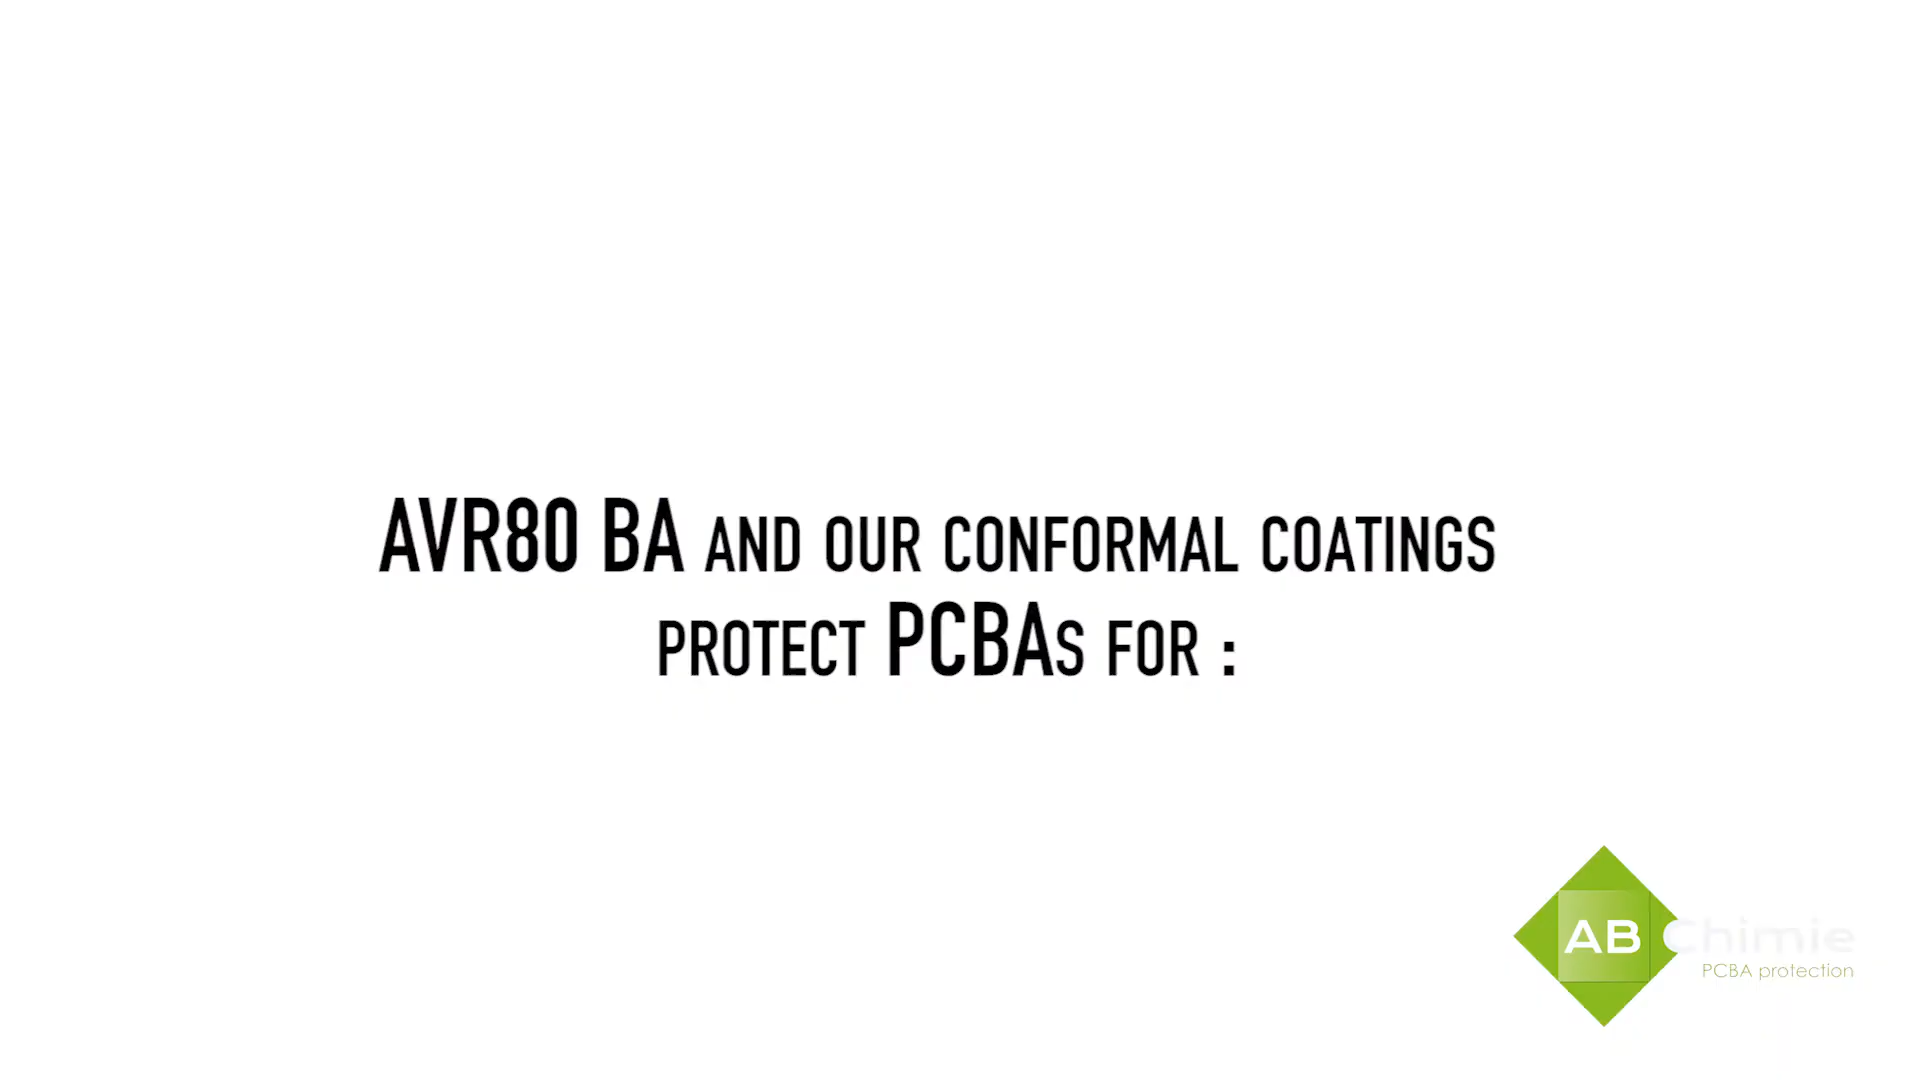 AVR80 BA AND OUR CONFORMAL COATINGS
PROTECT PCBAS FOR :
AB Chimie
PCBA protection